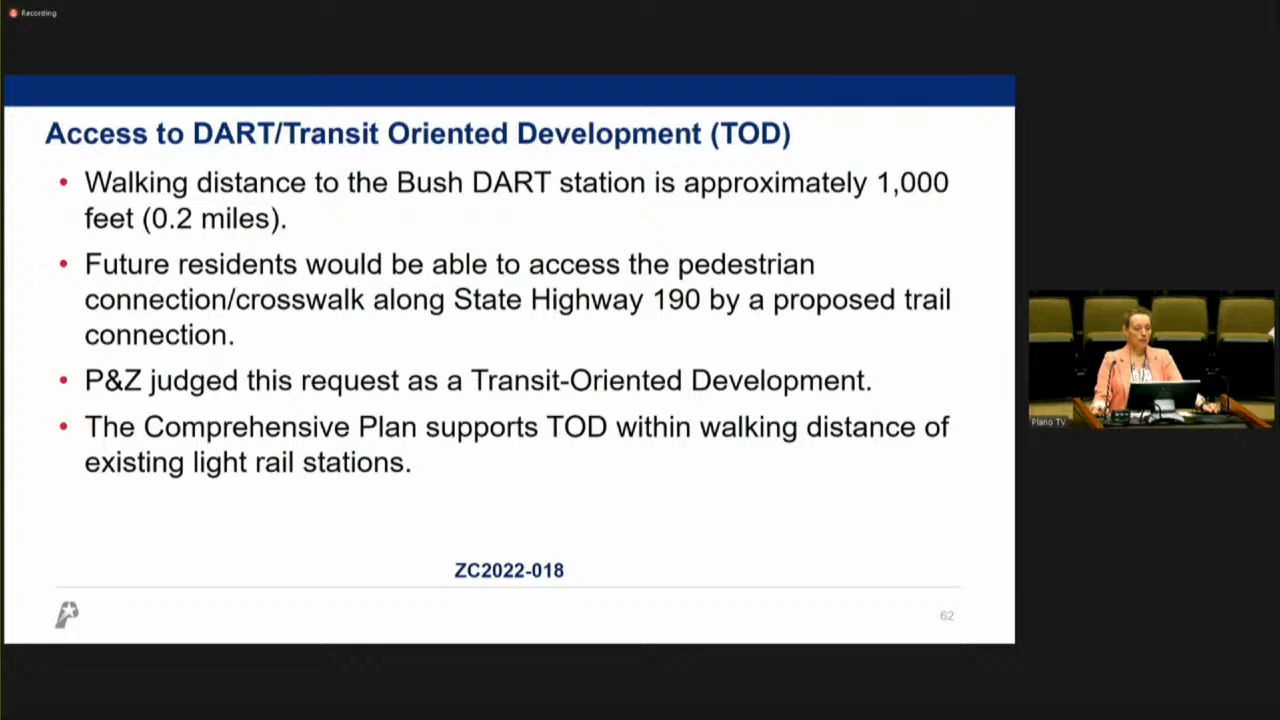 Recording
Access to DART/Transit Oriented Development (TOD)
• Walking distance to the Bush DART station is approximately 1,000
feet (0.2 miles).
• Future residents would be able to access the pedestrian
connection/crosswalk along State Highway 190 by a proposed trail
connection.
• P&Z judged this request as a Transit-Oriented Development.
• The Comprehensive Plan supports TOD within walking distance of
existing light rail stations.
Plano TV
ZC2022-018
62